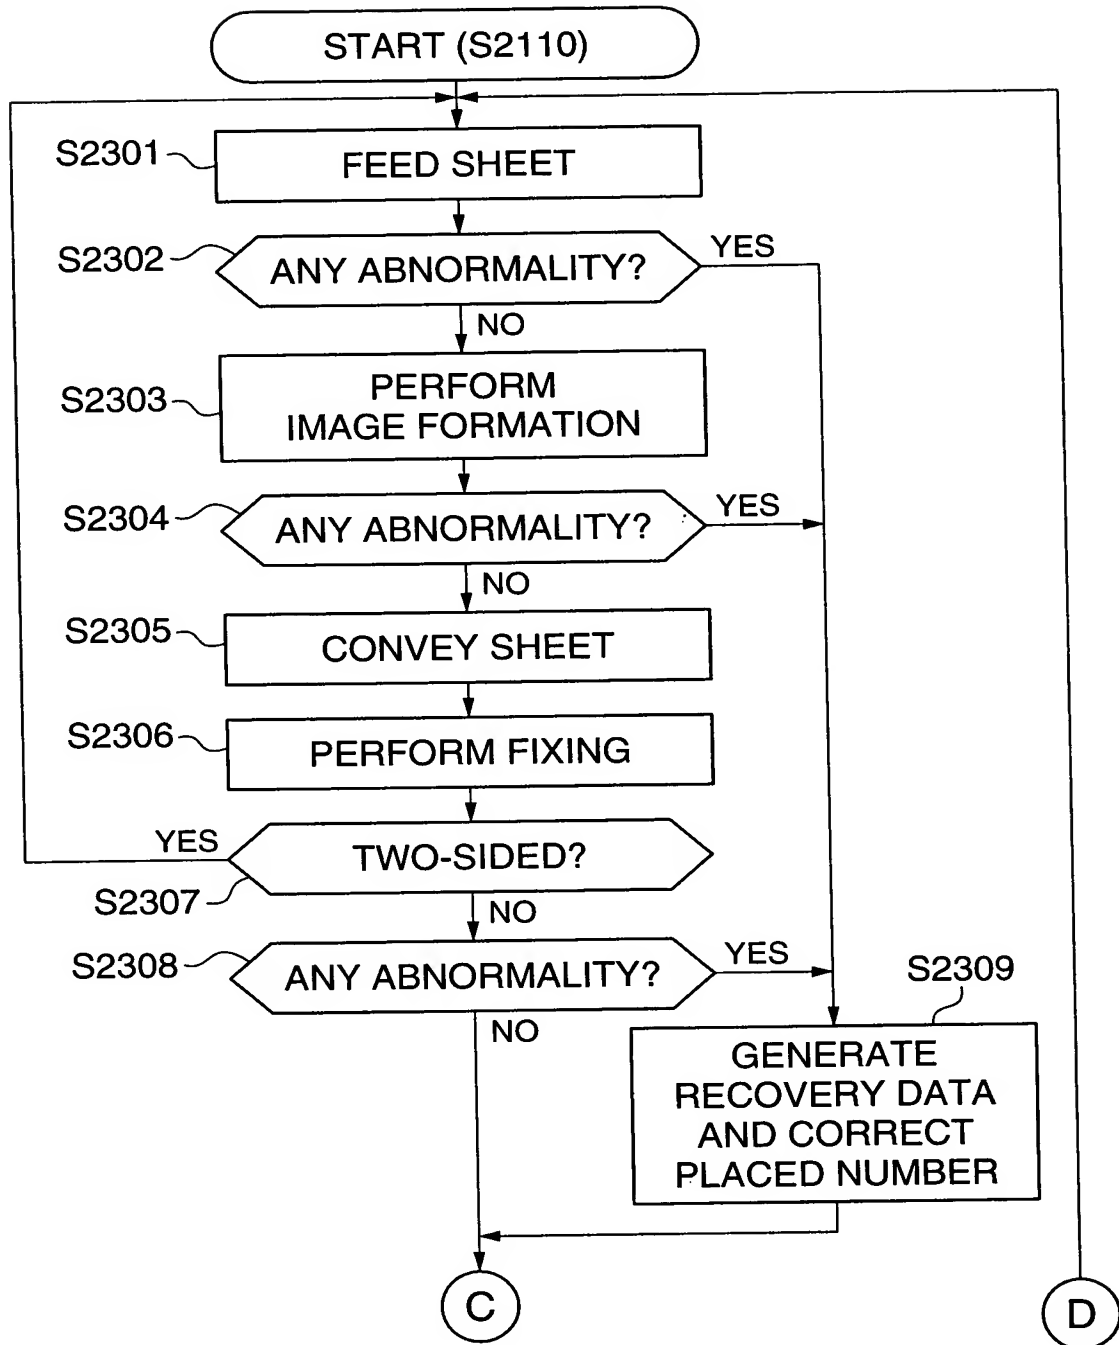 START (S2110)
S2301
FEED SHEET
S2302
ANY ABNORMALITY?
YES
NO
S2303
PERFORM
IMAGE FORMATION
S2304
ANY ABNORMALITY?
YES
NO
S2305
CONVEY SHEET
S2306
PERFORM FIXING
YES
TWO-SIDED?
S2307
NO
S2308
ANY ABNORMALITY?
YES
S2309
NO
GENERATE
RECOVERY DATA
AND CORRECT
PLACED NUMBER
C
D